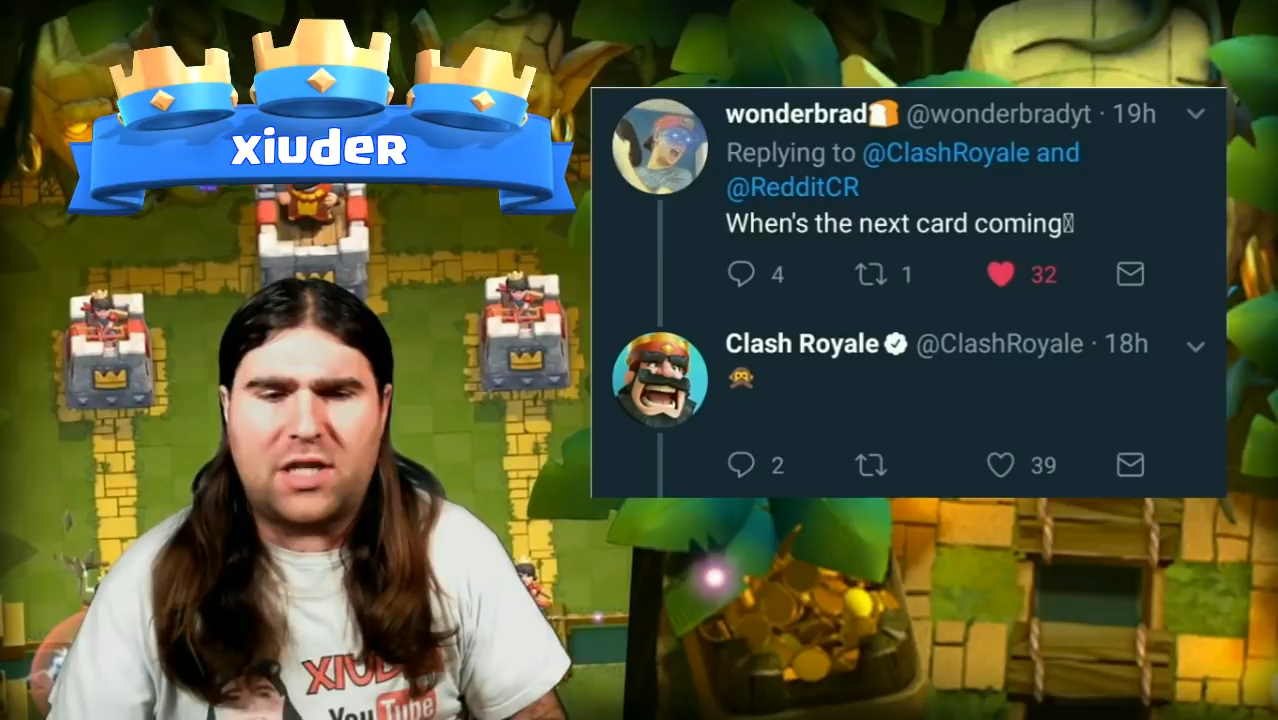 xiuder
wonderbrad🍞 @wonderbradyt · 19h
Replying to @ClashRoyale and
@RedditCR
When's the next card coming
4 1 32
Clash Royale @ClashRoyale · 18h
🙊
2 39
XIUDER
YouTube